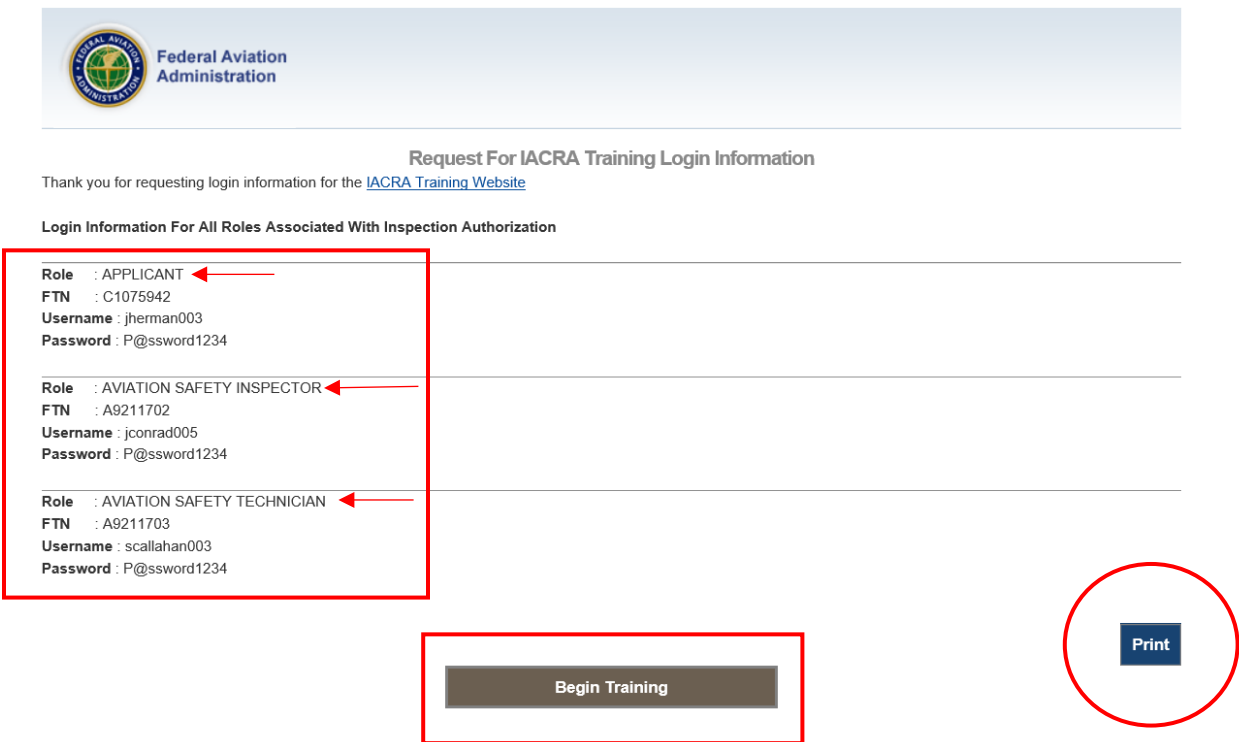 FEDERAL AVIATION ADMINISTRATION
Federal Aviation
Administration
Request For IACRA Training Login Information
Thank you for requesting login information for the IACRA Training Website
Login Information For All Roles Associated With Inspection Authorization
Role : APPLICANT
FTN : C1075942
Username : jherman003
Password : P@ssword1234
Role : AVIATION SAFETY INSPECTOR
FTN : A9211702
Username : jconrad005
Password : P@ssword1234
Role : AVIATION SAFETY TECHNICIAN
FTN : A9211703
Username : scallahan003
Password : P@ssword1234
Print
Begin Training